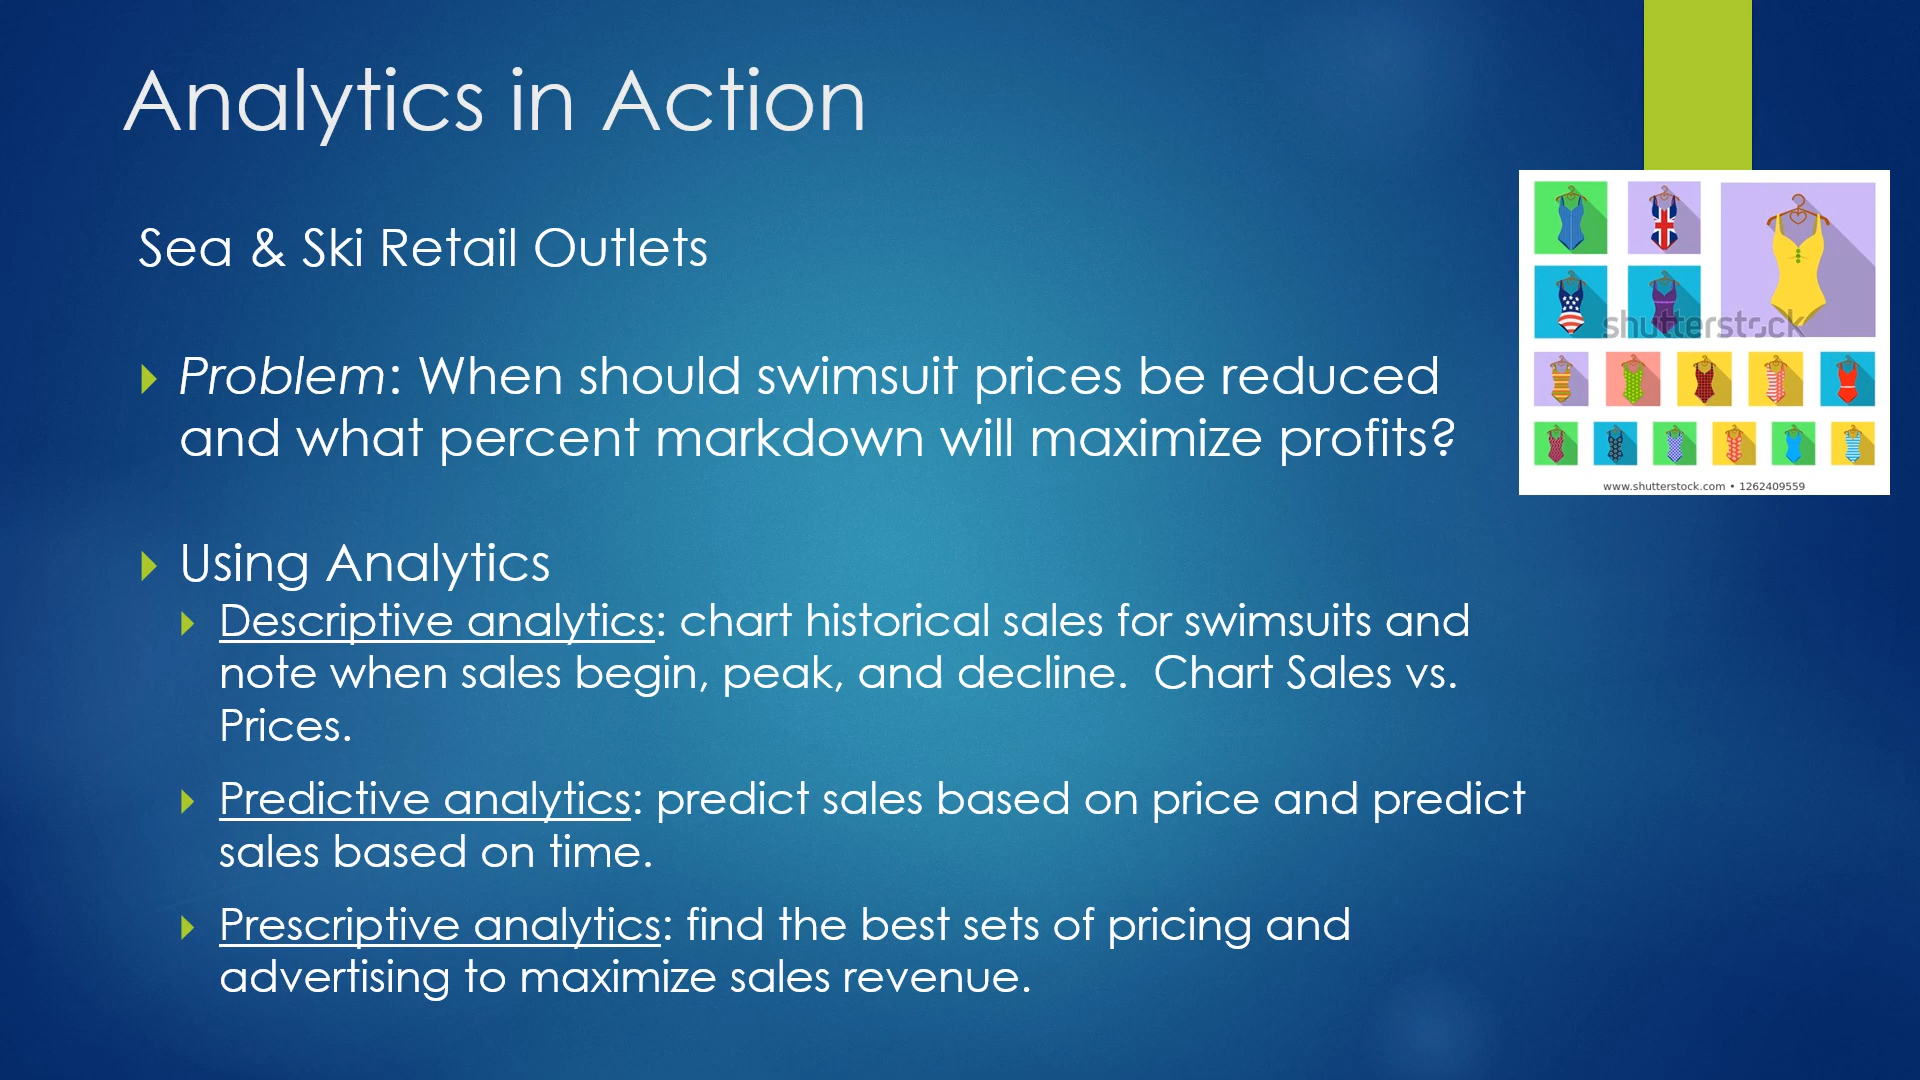 Analytics in Action
Sea & Ski Retail Outlets
Problem: When should swimsuit prices be reduced
and what percent markdown will maximize profits?
Using Analytics
Descriptive analytics: chart historical sales for swimsuits and
note when sales begin, peak, and decline.  Chart Sales vs.
Prices.
Predictive analytics: predict sales based on price and predict
sales based on time.
Prescriptive analytics: find the best sets of pricing and
advertising to maximize sales revenue.
shutterstock
www.shutterstock.com • 1262409559